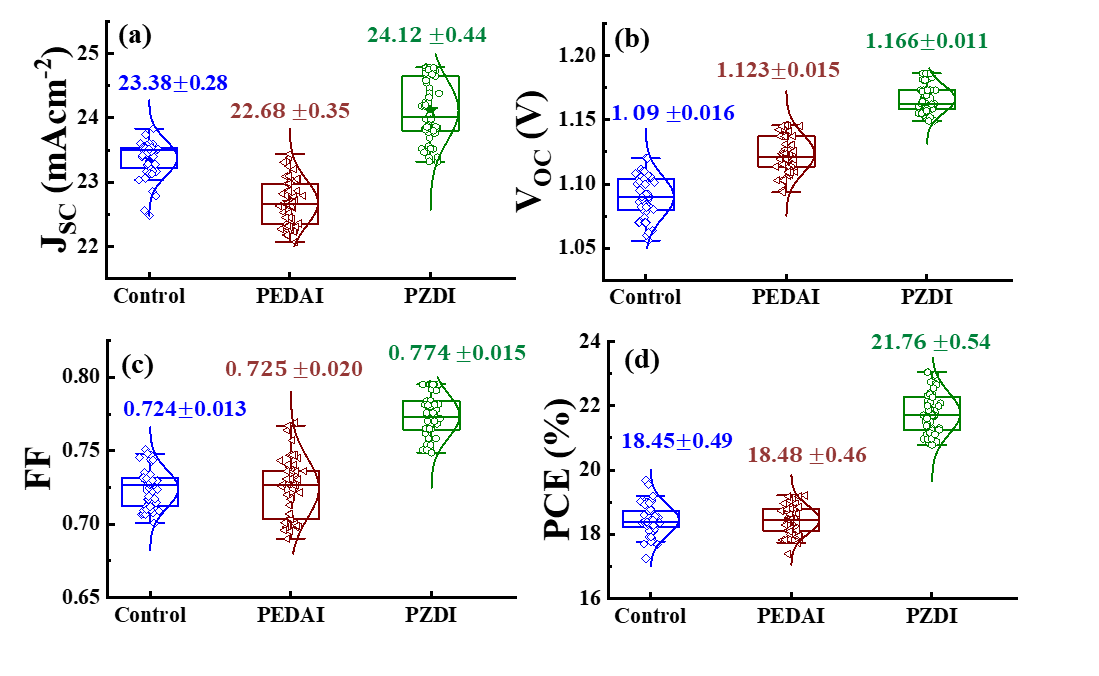 (a)
24.12 ±0.44
23.38±0.28
22.68 ±0.35
25
24
23
22
J_SC (mAcm^-2)
Control PEDAI PZDI
(b)
1.166±0.011
1.123±0.015
1.09 ±0.016
1.20
1.15
1.10
1.05
V_OC (V)
Control PEDAI PZDI
(c)
0.774 ±0.015
0.725 ±0.020
0.724±0.013
0.80
0.75
0.70
0.65
FF
Control PEDAI PZDI
(d)
21.76 ±0.54
18.45±0.49
18.48 ±0.46
24
22
20
18
16
PCE (%)
Control PEDAI PZDI